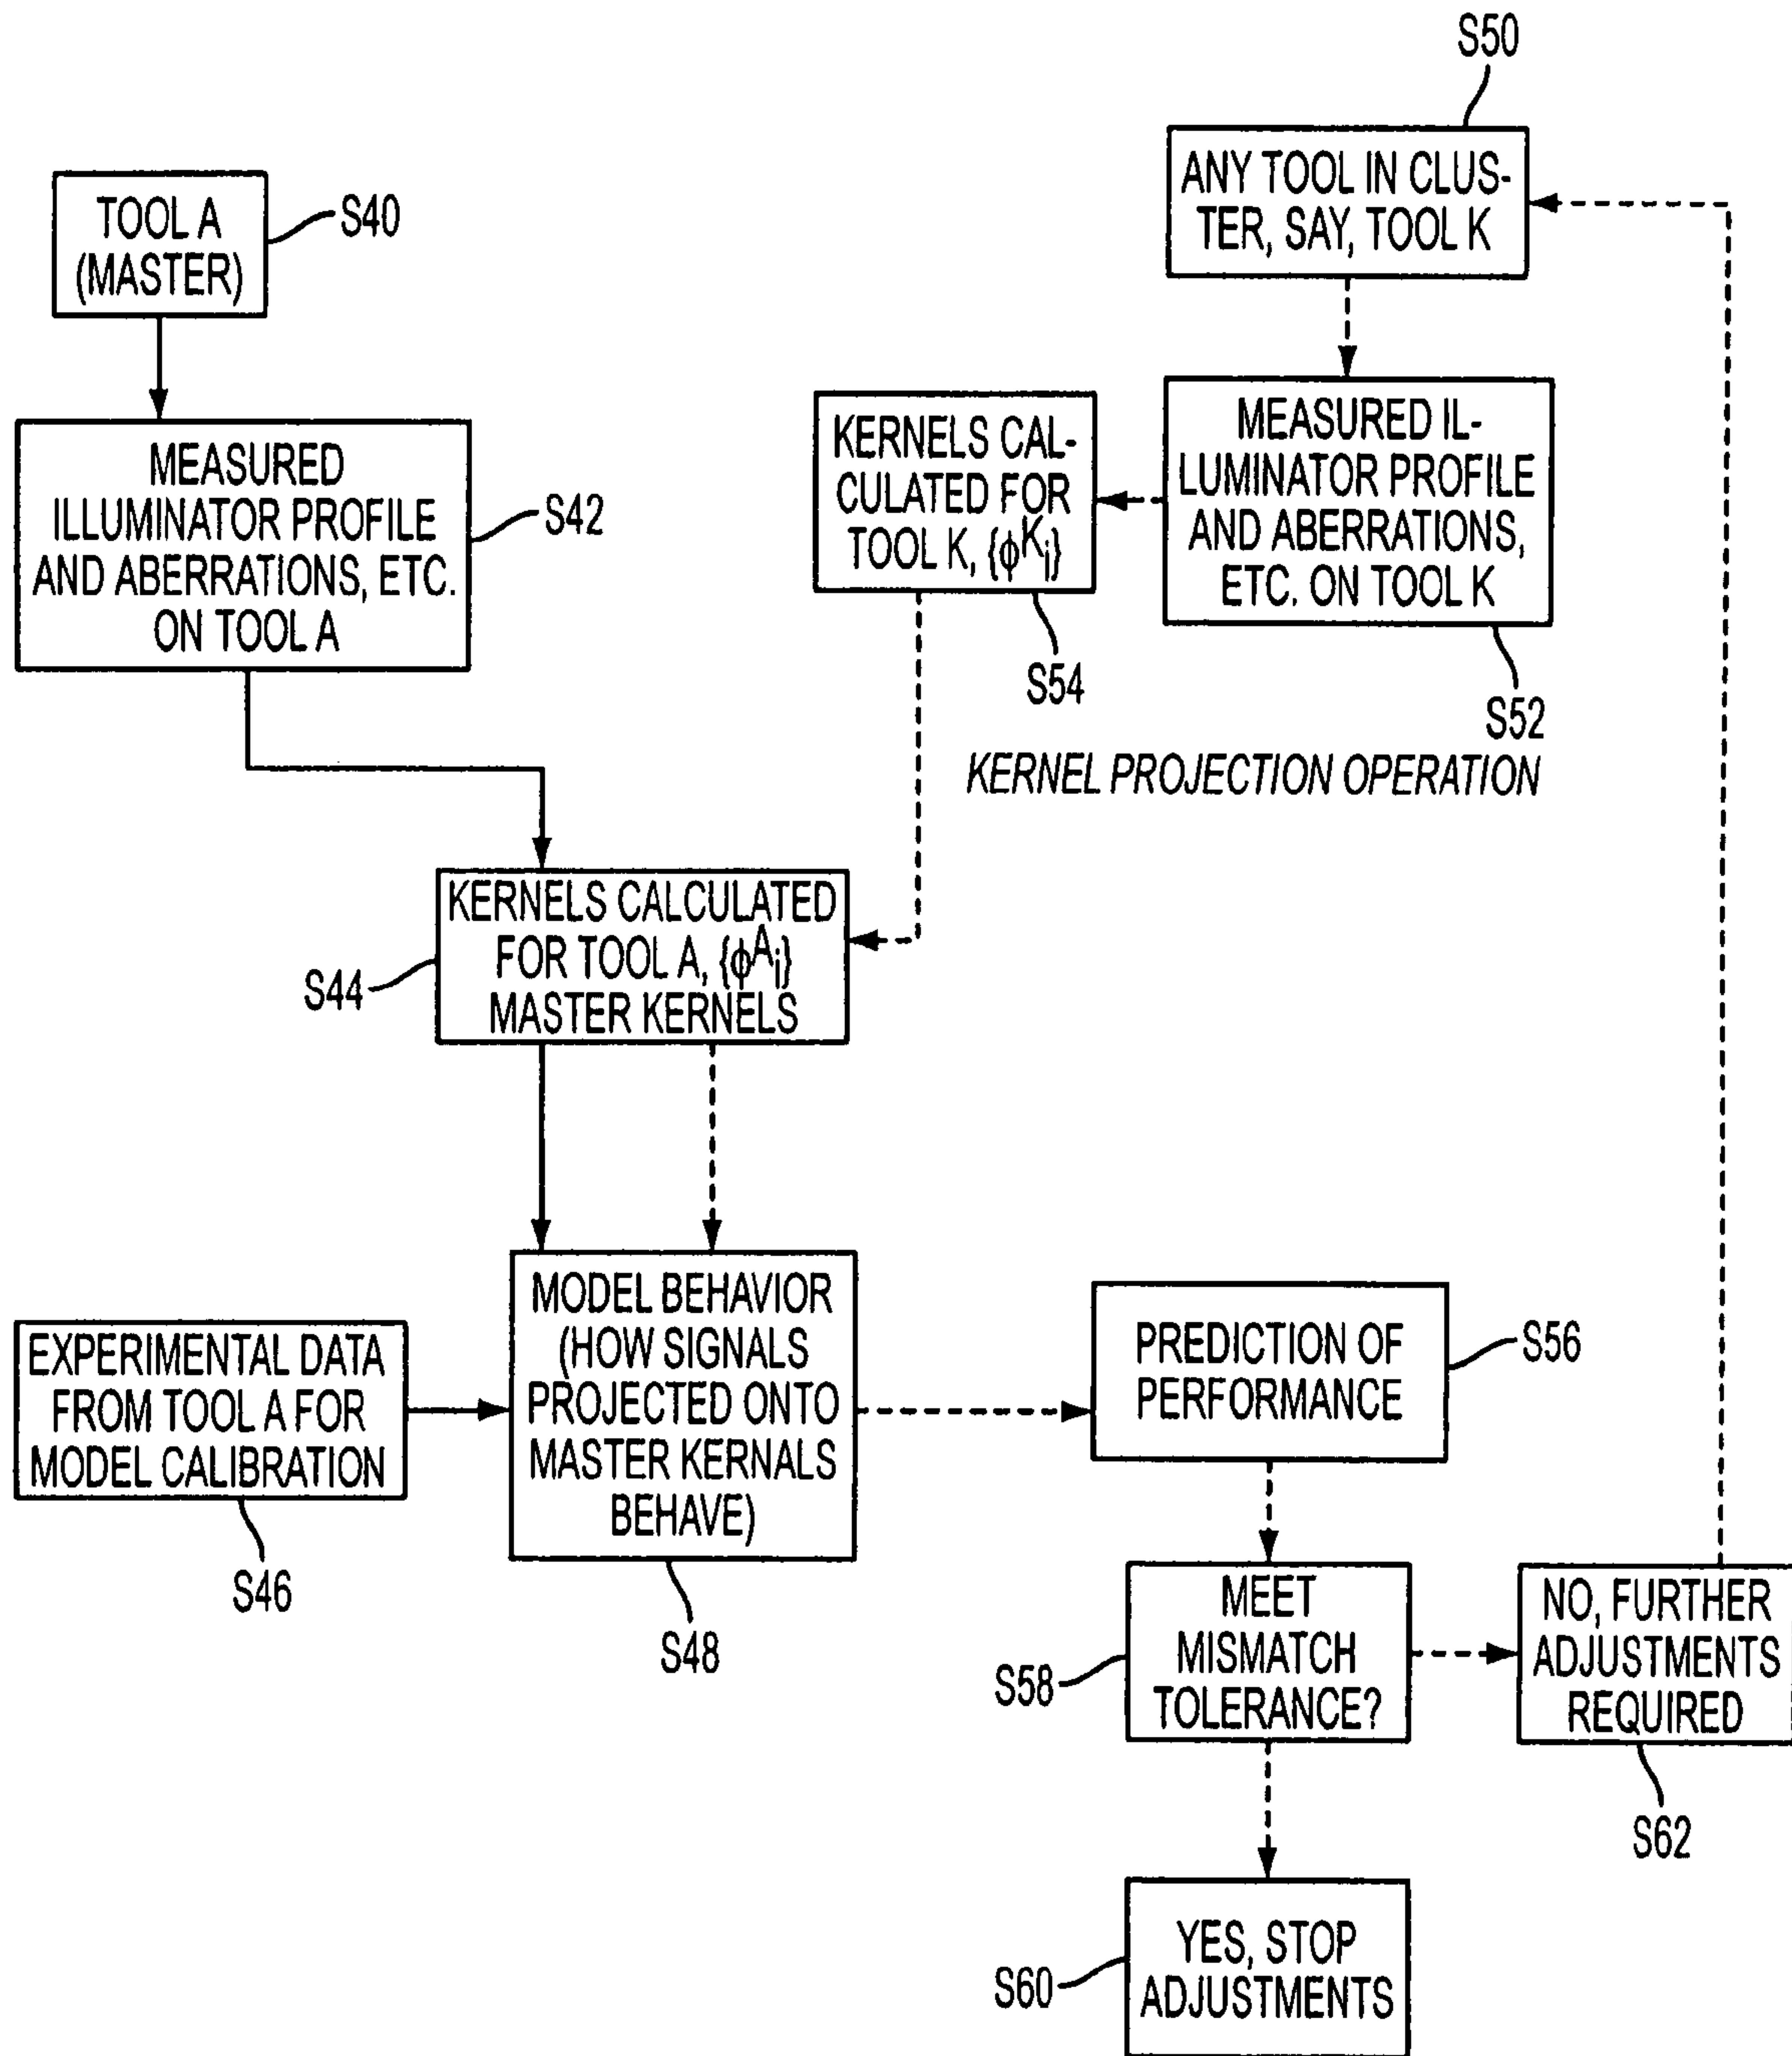 S50
ANY TOOL IN CLUS-
TER, SAY, TOOL K
TOOL A
(MASTER)
S40
MEASURED
ILLUMINATOR PROFILE
AND ABERRATIONS, ETC.
ON TOOL A
S42
KERNELS CAL-
CULATED FOR
TOOL K, {ϕᴷi}
S54
MEASURED IL-
LUMINATOR PROFILE
AND ABERRATIONS,
ETC. ON TOOL K
S52
KERNEL PROJECTION OPERATION
KERNELS CALCULATED
FOR TOOL A, {ϕᴬi}
MASTER KERNELS
S44
EXPERIMENTAL DATA
FROM TOOL A FOR
MODEL CALIBRATION
S46
MODEL BEHAVIOR
(HOW SIGNALS
PROJECTED ONTO
MASTER KERNALS
BEHAVE)
S48
PREDICTION OF
PERFORMANCE
S56
MEET
MISMATCH
TOLERANCE?
S58
NO, FURTHER
ADJUSTMENTS
REQUIRED
S62
YES, STOP
ADJUSTMENTS
S60